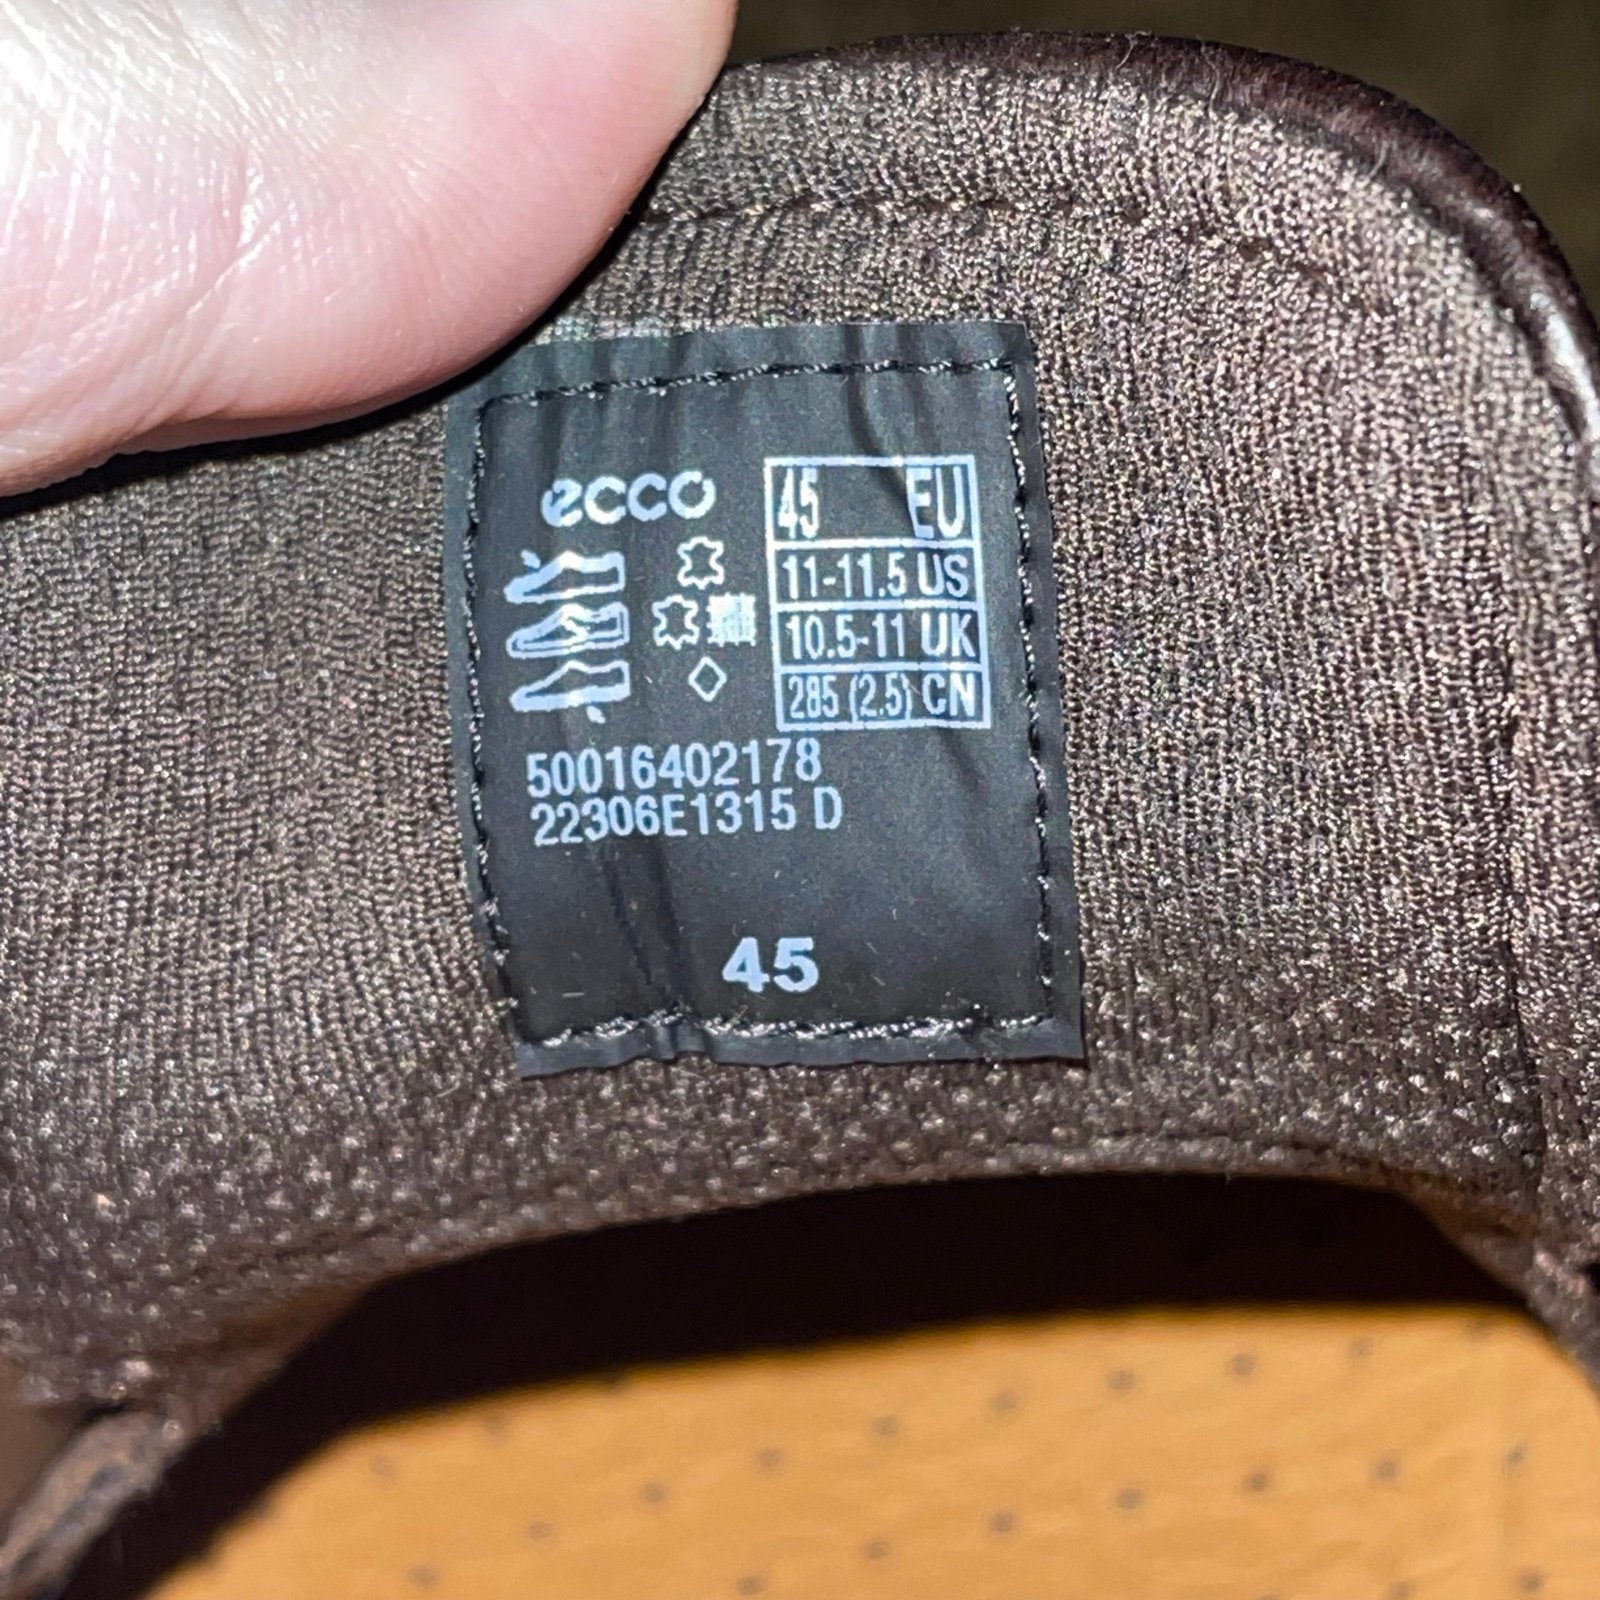 ecco
45 EU
11-11.5 US
10.5-11 UK
285 (2.5) CN
50016402178
22306E1315 D
45